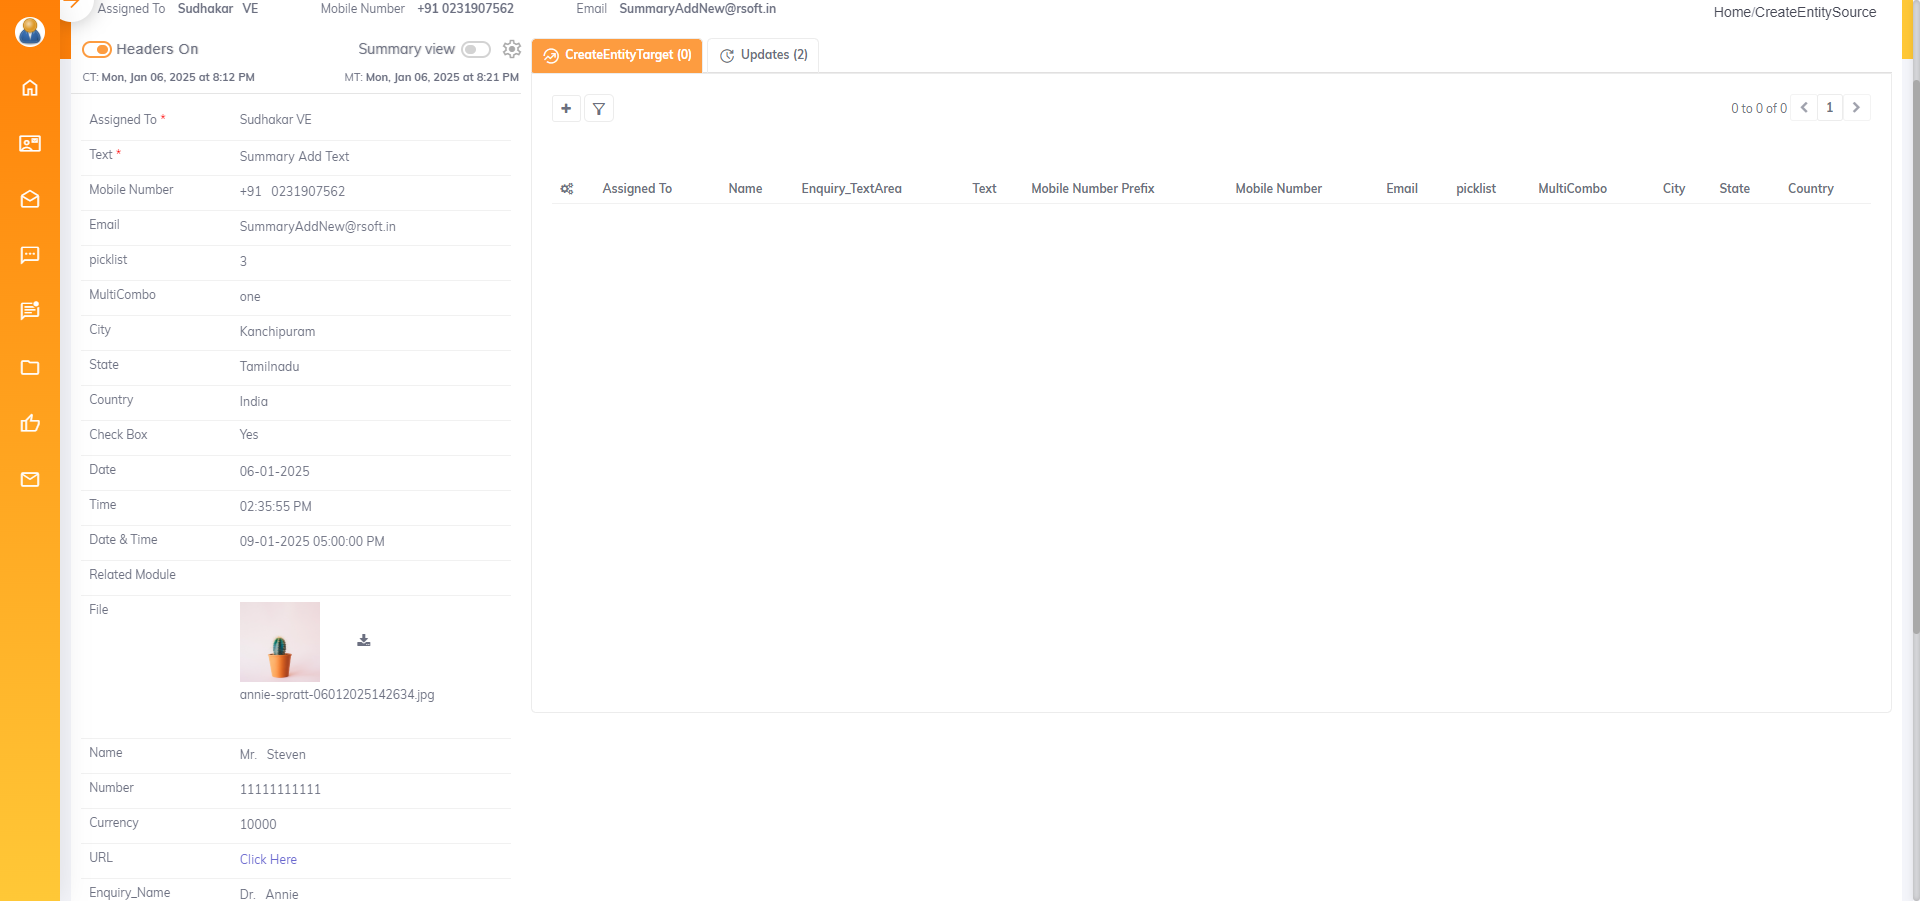 Assigned To Sudhakar VE Mobile Number +91 0231907562 Email SummaryAddNew@rsoft.in
Home/CreateEntitySource
Headers On Summary view
CT: Mon, Jan 06, 2025 at 8:12 PM MT: Mon, Jan 06, 2025 at 8:21 PM
Assigned To * Sudhakar VE
Text * Summary Add Text
Mobile Number +91 0231907562
Email SummaryAddNew@rsoft.in
picklist 3
MultiCombo one
City Kanchipuram
State Tamilnadu
Country India
Check Box Yes
Date 06-01-2025
Time 02:35:55 PM
Date & Time 09-01-2025 05:00:00 PM
Related Module
File
annie-spratt-06012025142634.jpg
Name Mr. Steven
Number 11111111111
Currency 10000
URL Click Here
Enquiry_Name Dr. Annie
CreateEntityTarget (0) Updates (2)
+ 0 to 0 of 0 1
Assigned To Name Enquiry_TextArea Text Mobile Number Prefix Mobile Number Email picklist MultiCombo City State Country